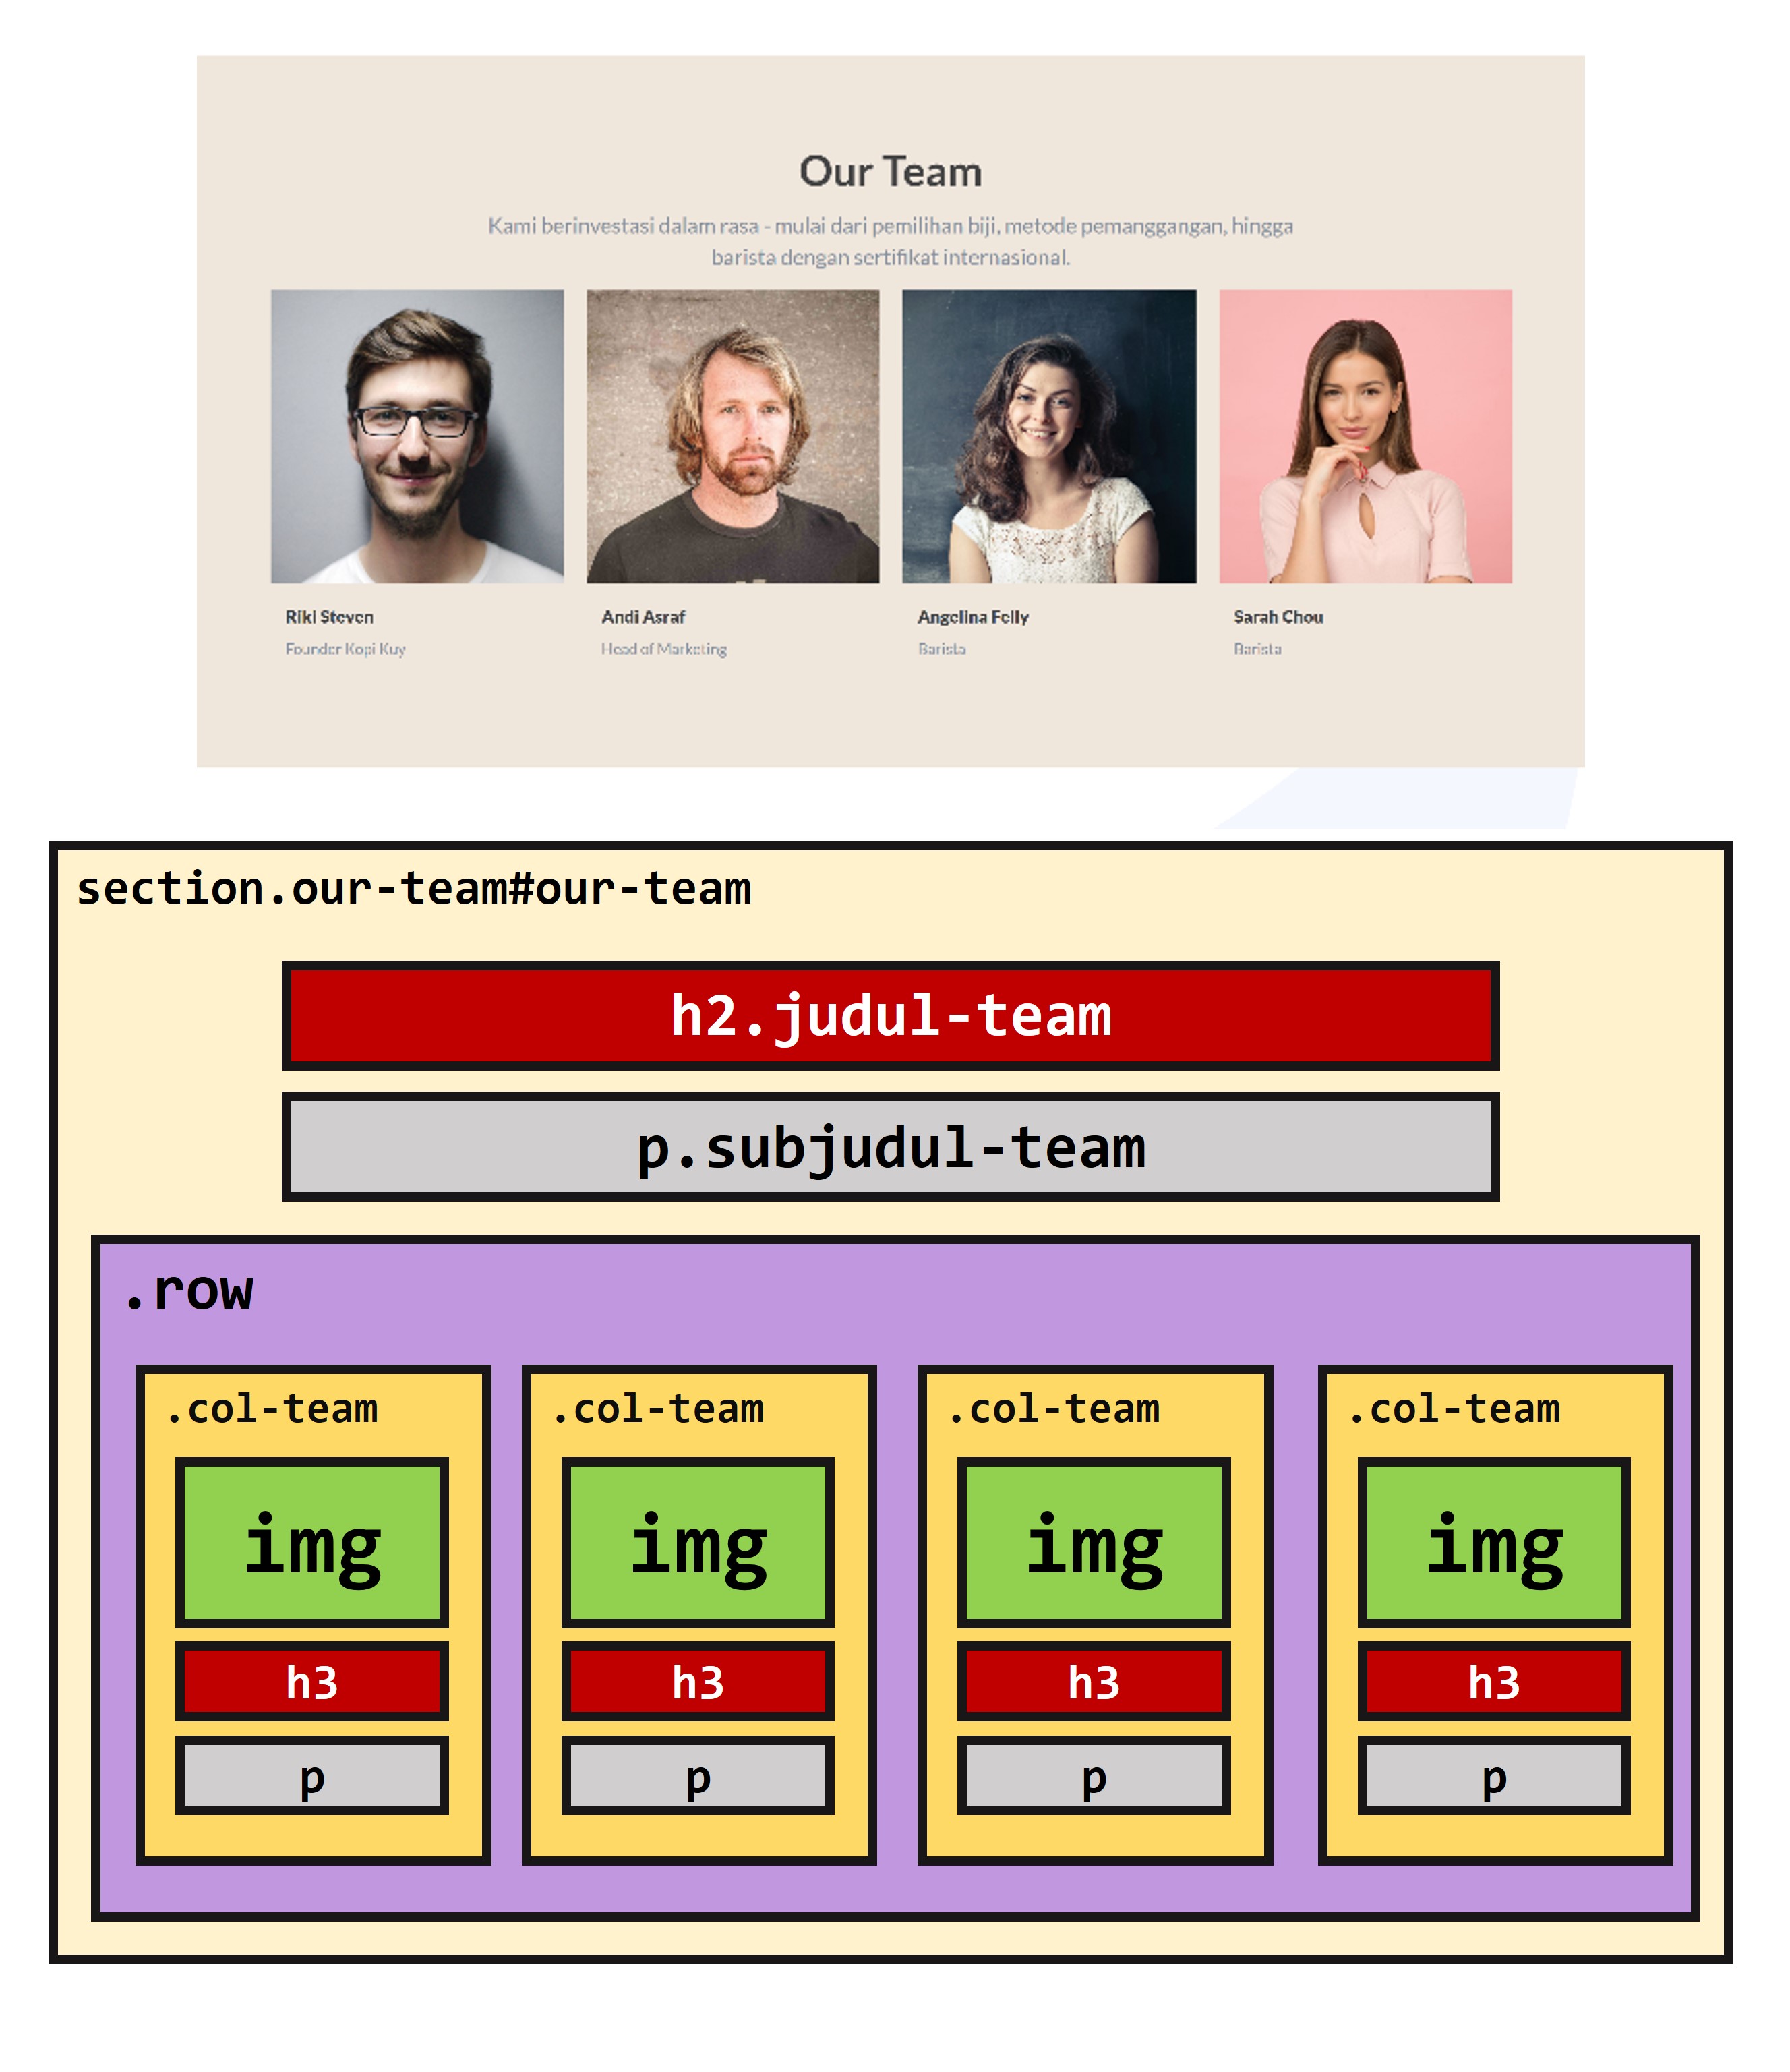 Our Team
Kami berinvestasi dalam rasa - mulai dari pemilihan biji, metode pemanggangan, hingga
barista dengan sertifikat internasional.
Riki Steven
Andi Asraf
Angelina Felly
Sarah Chou
Founder Kopi Kuy
Head of Marketing
Barista
Barista
section.our-team#our-team
h2.judul-team
p.subjudul-team
.row
.col-team
.col-team
.col-team
.col-team
img
img
img
img
h3
h3
h3
h3
p
p
p
p